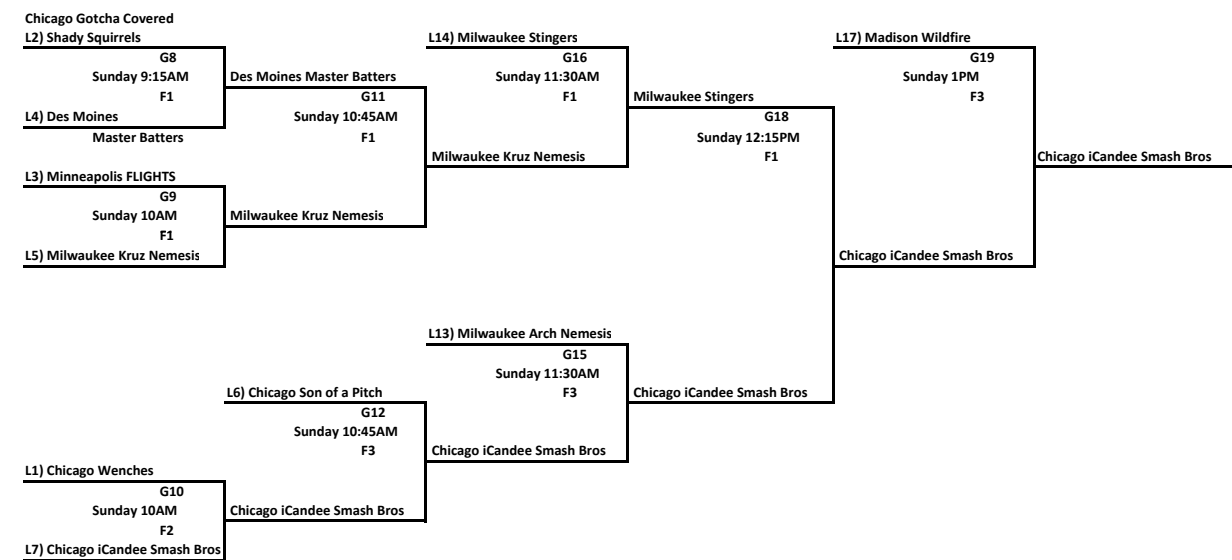 Chicago Gotcha Covered
L2) Shady Squirrels
L14) Milwaukee Stingers
L17) Madison Wildfire
G8
G16
G19
Sunday 9:15AM
Des Moines Master Batters
Sunday 11:30AM
Sunday 1PM
F1
G11
F1
Milwaukee Stingers
F3
L4) Des Moines
Sunday 10:45AM
G18
Master Batters
F1
Sunday 12:15PM
Milwaukee Kruz Nemesis
F1
Chicago iCandee Smash Bros
L3) Minneapolis FLIGHTS
G9
Sunday 10AM
Milwaukee Kruz Nemesis
F1
L5) Milwaukee Kruz Nemesis
Chicago iCandee Smash Bros
L13) Milwaukee Arch Nemesis
G15
Sunday 11:30AM
L6) Chicago Son of a Pitch
F3
Chicago iCandee Smash Bros
G12
Sunday 10:45AM
F3
Chicago iCandee Smash Bros
L1) Chicago Wenches
G10
Sunday 10AM
Chicago iCandee Smash Bros
F2
L7) Chicago iCandee Smash Bros